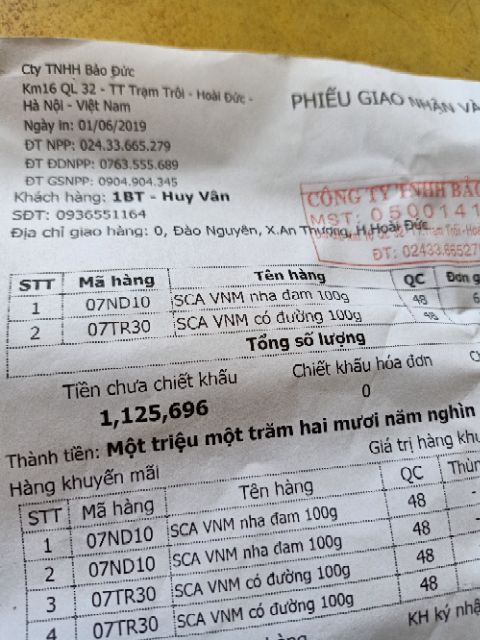 Cty TNHH Bảo Đức
Km16 QL 32 - TT Trạm Trôi - Hoài Đức -
Hà Nội - Việt Nam
PHIẾU GIAO NHẬN VÀ
Ngày in: 01/06/2019
ĐT NPP: 024.33.665.279
ĐT ĐDNPP: 0763.555.689
ĐT GSNPP: 0904.904.345
Khách hàng: 1BT - Huy Vân
SĐT: 0936551164
Địa chỉ giao hàng: 0, Đào Nguyên, X.An Thượng, H.Hoài Đức
CÔNG TY TNHH BẢO
MST: 0500141
ĐT: 02433.665279
STT Mã hàng Tên hàng QC Đơn g
1 07ND10 SCA VNM nha đam 100g 48 6
2 07TR30 SCA VNM có đường 100g 48
Tổng số lượng
Tiền chưa chiết khấu Chiết khấu hóa đơn
1,125,696 0
Thành tiền: Một triệu một trăm hai mươi năm nghìn
Hàng khuyến mãi Giá trị hàng khu
STT Mã hàng Tên hàng QC Thùn
1 07ND10 SCA VNM nha đam 100g 48 -
2 07ND10 SCA VNM nha đam 100g 48 -
3 07TR30 SCA VNM có đường 100g 48
4 07TR30 SCA VNM có đường 100g 48
hàng KH ký nhậ